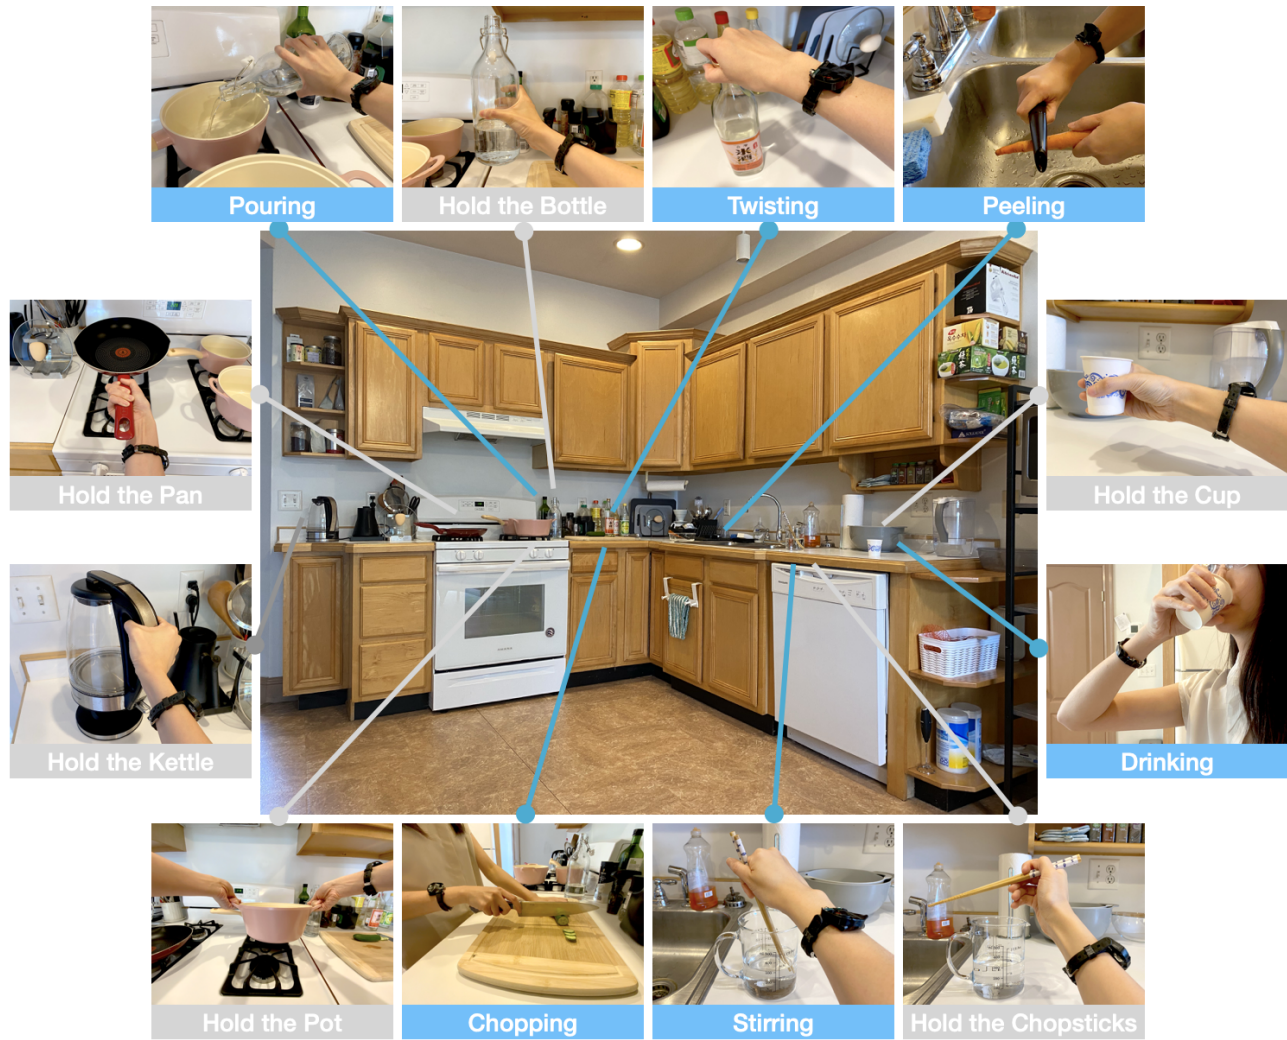 Pouring
Hold the Bottle
Twisting
Peeling
Hold the Pan
Hold the Cup
Hold the Kettle
Drinking
Hold the Pot
Chopping
Stirring
Hold the Chopsticks